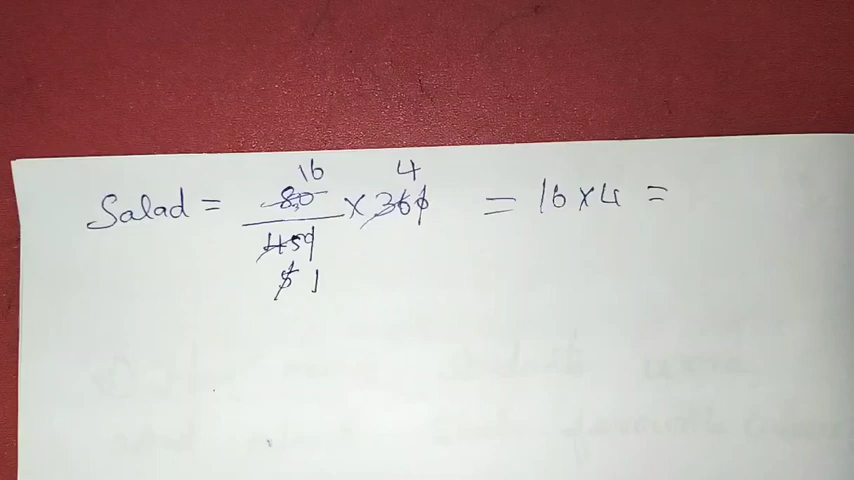 16 4
Salad = 80 × 360 = 16 × 4 =
450
5 1